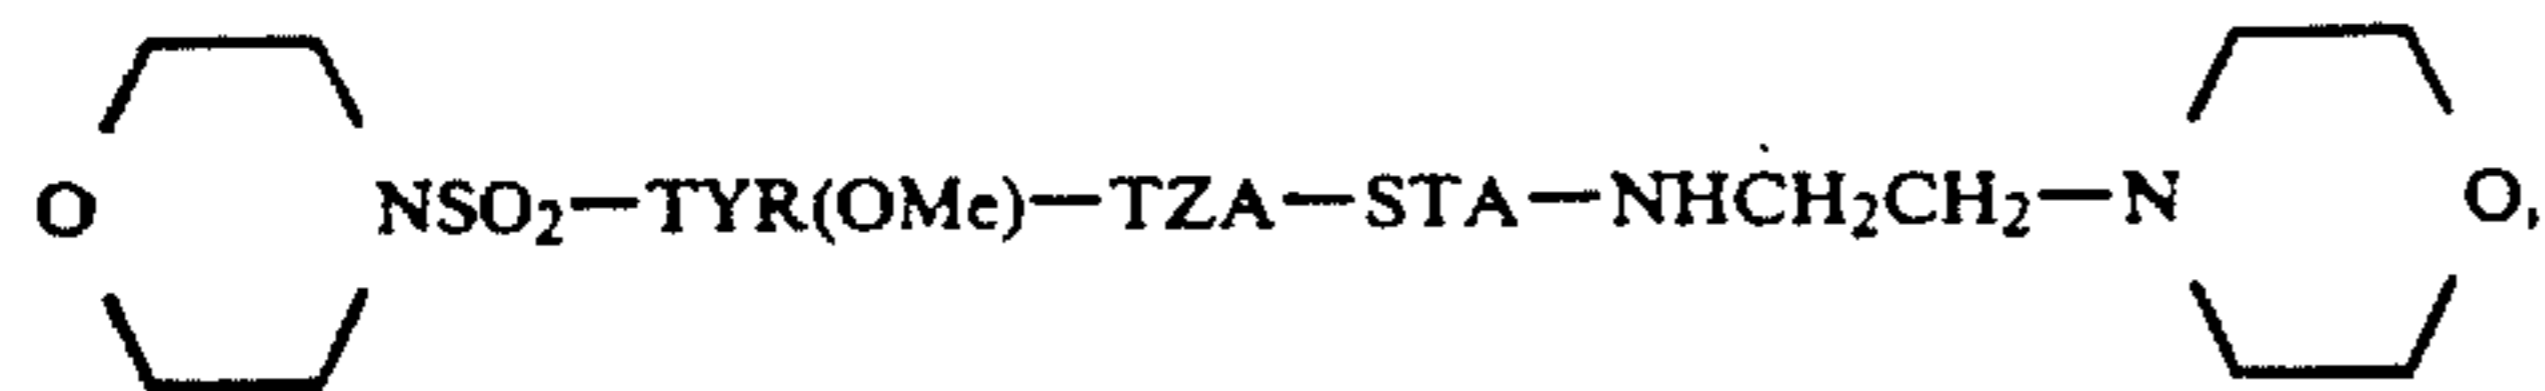 O NSO₂—TYR(OMe)—TZA—STA—NHCH₂CH₂—N O,